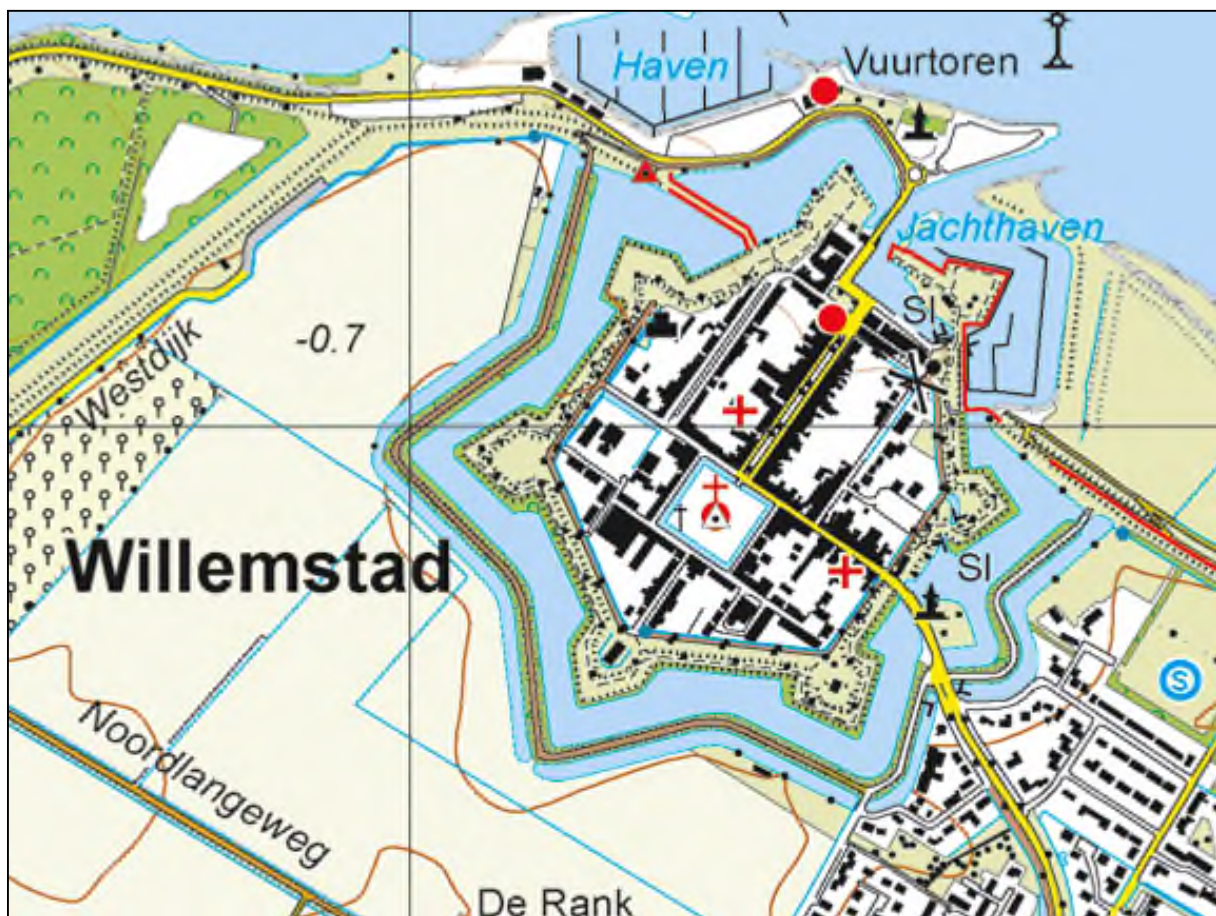 Haven
Vuurtoren
Jachthaven
Sl
-0.7
Westdijk
T
Willemstad
Sl
S
Noordlangeweg
De Rank